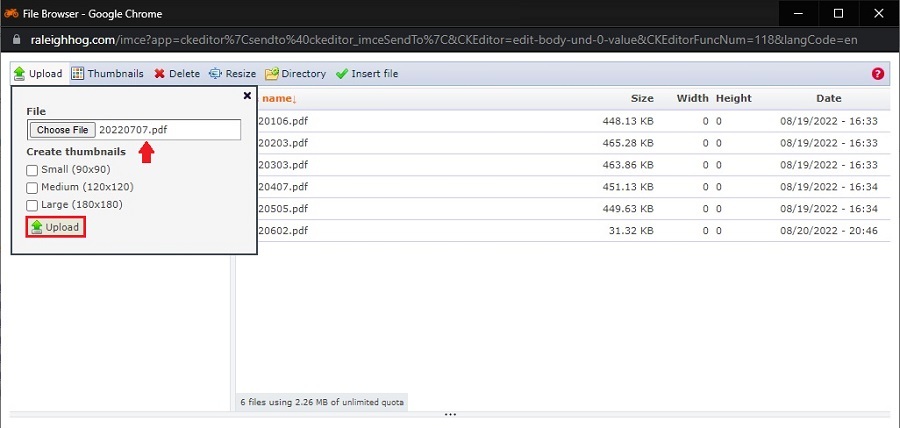 File Browser - Google Chrome
raleighhog.com/imce?app=ckeditor%7Csendto%40ckeditor_imceSendTo%7C&CKEditor=edit-body-und-0-value&CKEditorFuncNum=118&langCode=en
Upload Thumbnails Delete Resize Directory Insert file ?
File
Choose File 20220707.pdf
Create thumbnails
Small (90x90)
Medium (120x120)
Large (180x180)
Upload
name↓ Size Width Height Date
20106.pdf 448.13 KB 0 0 08/19/2022 - 16:33
20203.pdf 465.28 KB 0 0 08/19/2022 - 16:33
20303.pdf 463.86 KB 0 0 08/19/2022 - 16:33
20407.pdf 451.13 KB 0 0 08/19/2022 - 16:34
20505.pdf 449.63 KB 0 0 08/19/2022 - 16:34
20602.pdf 31.32 KB 0 0 08/20/2022 - 20:46
6 files using 2.26 MB of unlimited quota